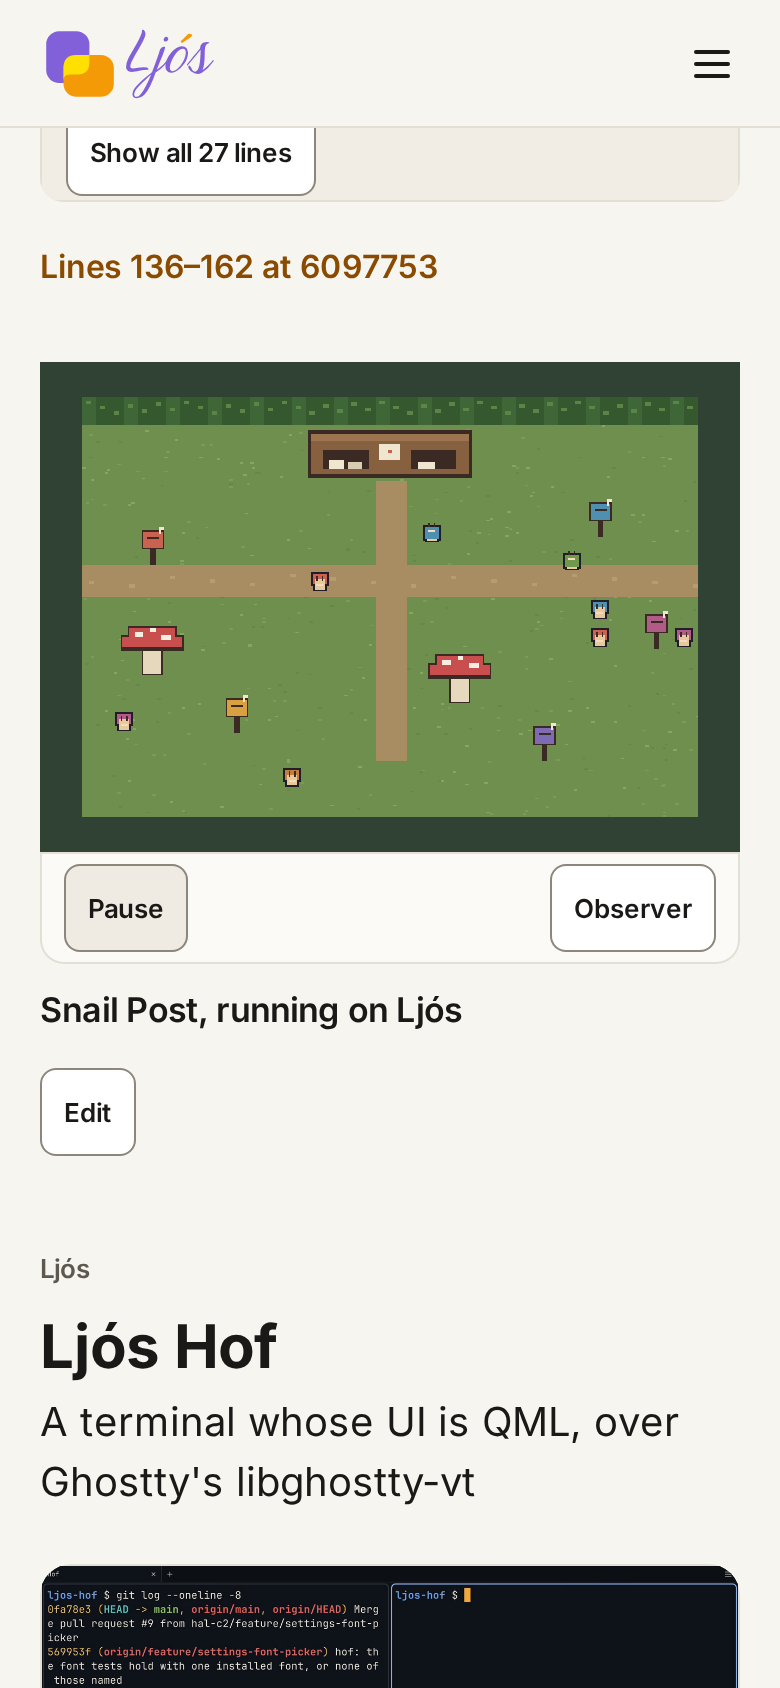 Ljós
Show all 27 lines
Lines 136–162 at 6097753
Pause
Observer
Snail Post, running on Ljós
Edit
Ljós
Ljós Hof
A terminal whose UI is QML, over
Ghostty's libghostty-vt
Hof × +
ljos-hof $ git log --oneline -8
0fa78e3 (HEAD -> main, origin/main, origin/HEAD) Merg
e pull request #9 from hal-c2/feature/settings-font-p
icker
569953f (origin/feature/settings-font-picker) hof: th
e font tests hold with one installed font, or none of
those named
ljos-hof $